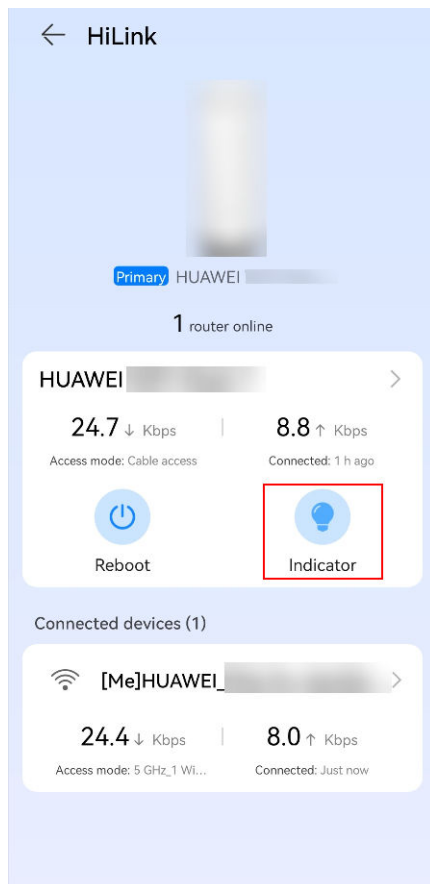 HiLink
Primary HUAWEI
1 router online
HUAWEI
24.7 ↓ Kbps 8.8 ↑ Kbps
Access mode: Cable access Connected: 1 h ago
Reboot Indicator
Connected devices (1)
[Me]HUAWEI_
24.4 ↓ Kbps 8.0 ↑ Kbps
Access mode: 5 GHz_1 Wi... Connected: Just now